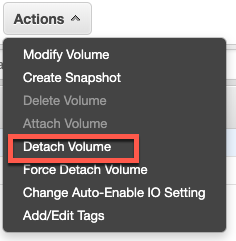 Actions
Modify Volume
Create Snapshot
Delete Volume
Attach Volume
Detach Volume
Force Detach Volume
Change Auto-Enable IO Setting
Add/Edit Tags